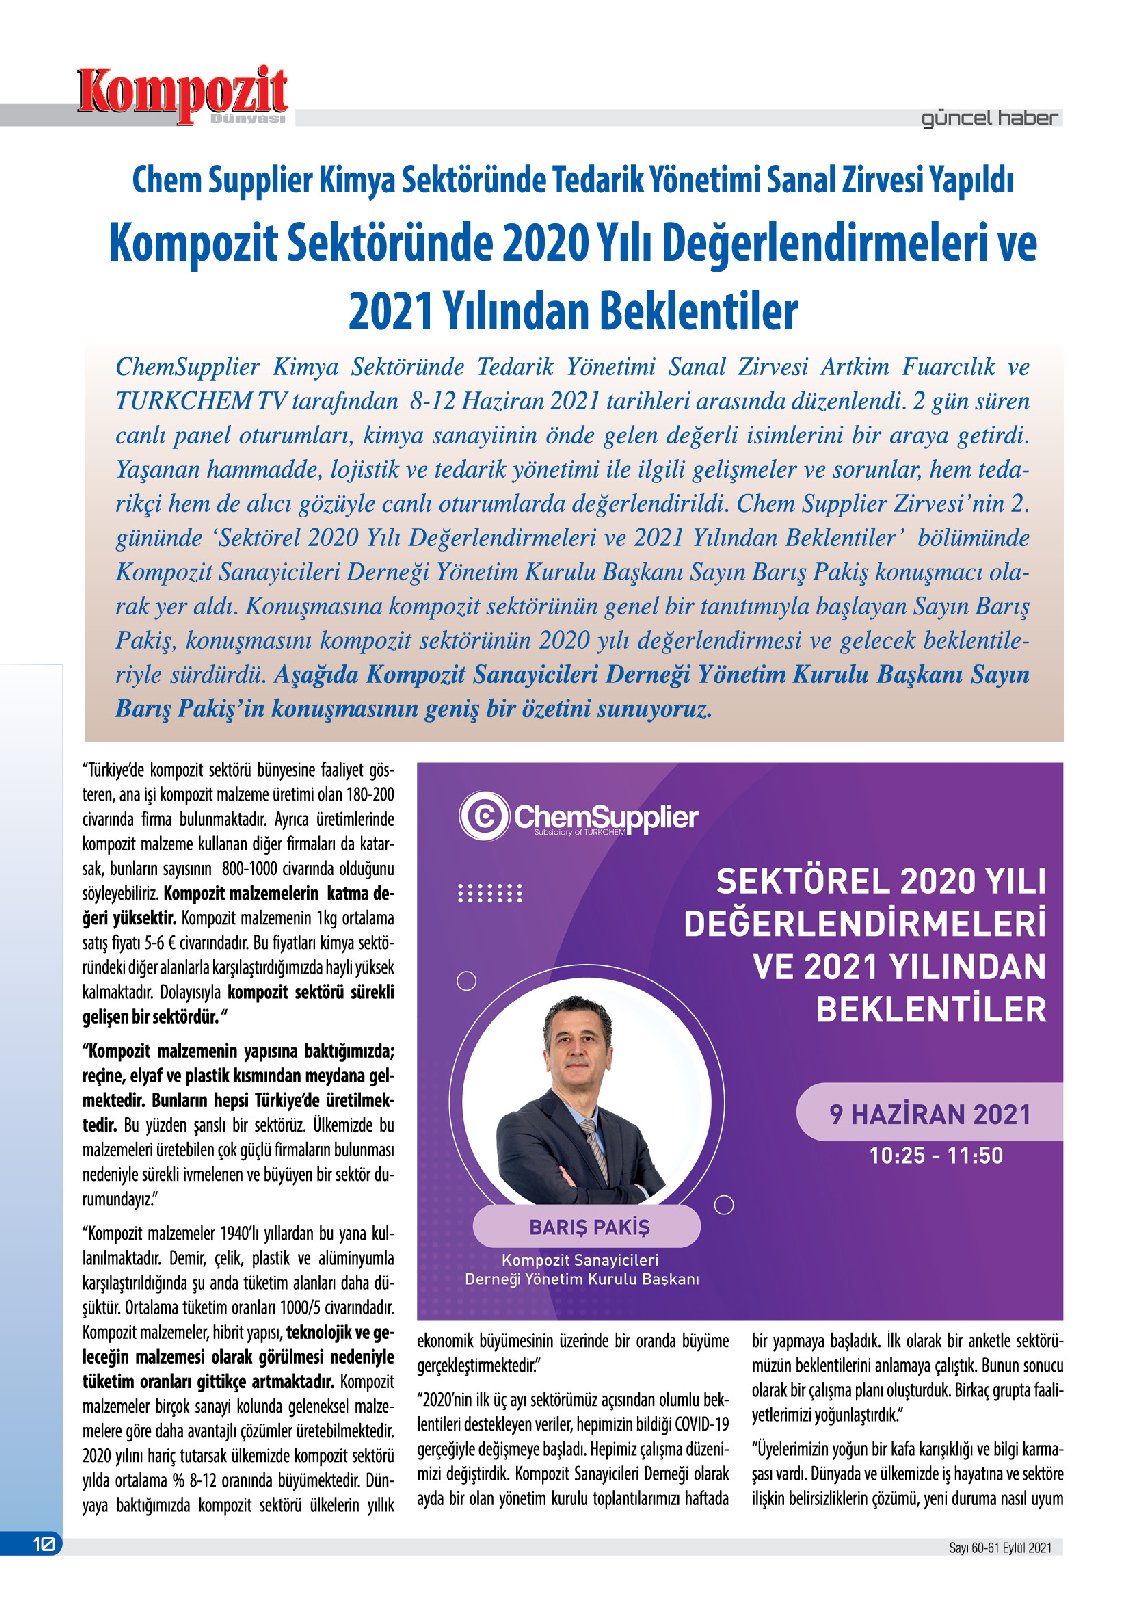 Kompozit
Dünyası
güncel haber
Chem Supplier Kimya Sektöründe Tedarik Yönetimi Sanal Zirvesi Yapıldı
Kompozit Sektöründe 2020 Yılı Değerlendirmeleri ve
2021 Yılından Beklentiler
ChemSupplier Kimya Sektöründe Tedarik Yönetimi Sanal Zirvesi Artkim Fuarcılık ve
TURKCHEM TV tarafından 8-12 Haziran 2021 tarihleri arasında düzenlendi. 2 gün süren
canlı panel oturumları, kimya sanayiinin önde gelen değerli isimlerini bir araya getirdi.
Yaşanan hammadde, lojistik ve tedarik yönetimi ile ilgili gelişmeler ve sorunlar, hem teda-
rikçi hem de alıcı gözüyle canlı oturumlarda değerlendirildi. Chem Supplier Zirvesi’nin 2.
gününde ‘Sektörel 2020 Yılı Değerlendirmeleri ve 2021 Yılından Beklentiler’ bölümünde
Kompozit Sanayicileri Derneği Yönetim Kurulu Başkanı Sayın Barış Pakiş konuşmacı ola-
rak yer aldı. Konuşmasına kompozit sektörünün genel bir tanıtımıyla başlayan Sayın Barış
Pakiş, konuşmasını kompozit sektörünün 2020 yılı değerlendirmesi ve gelecek beklentile-
riyle sürdürdü. Aşağıda Kompozit Sanayicileri Derneği Yönetim Kurulu Başkanı Sayın
Barış Pakiş’in konuşmasının geniş bir özetini sunuyoruz.
“Türkiye’de kompozit sektörü bünyesine faaliyet gös-
teren, ana işi kompozit malzeme üretimi olan 180-200
civarında firma bulunmaktadır. Ayrıca üretimlerinde
kompozit malzeme kullanan diğer firmaları da katar-
sak, bunların sayısının 800-1000 civarında olduğunu
söyleyebiliriz. Kompozit malzemelerin katma de-
ğeri yüksektir. Kompozit malzemenin 1kg ortalama
satış fiyatı 5-6 € civarındadır. Bu fiyatları kimya sektö-
ründeki diğer alanlarla karşılaştırdığımızda hayli yüksek
kalmaktadır. Dolayısıyla kompozit sektörü sürekli
gelişen bir sektördür.”
“Kompozit malzemenin yapısına baktığımızda;
reçine, elyaf ve plastik kısmından meydana gel-
mektedir. Bunların hepsi Türkiye’de üretilmek-
tedir. Bu yüzden şanslı bir sektörüz. Ülkemizde bu
malzemeleri üretebilen çok güçlü firmaların bulunması
nedeniyle sürekli ivmelenen ve büyüyen bir sektör du-
rumundayız.”
“Kompozit malzemeler 1940’lı yıllardan bu yana kul-
lanılmaktadır. Demir, çelik, plastik ve alüminyumla
karşılaştırıldığında şu anda tüketim alanları daha dü-
şüktür. Ortalama tüketim oranları 1000/5 civarındadır.
Kompozit malzemeler, hibrit yapısı, teknolojik ve ge-
leceğin malzemesi olarak görülmesi nedeniyle
tüketim oranları gittikçe artmaktadır. Kompozit
malzemeler birçok sanayi kolunda geleneksel malze-
melere göre daha avantajlı çözümler üretebilmektedir.
2020 yılını hariç tutarsak ülkemizde kompozit sektörü
yılda ortalama % 8-12 oranında büyümektedir. Dün-
yaya baktığımızda kompozit sektörü ülkelerin yıllık
ChemSupplier
Subsidiary of TURKCHEM
SEKTÖREL 2020 YILI
DEĞERLENDİRMELERİ
VE 2021 YILINDAN
BEKLENTİLER
9 HAZİRAN 2021
10:25 - 11:50
BARIŞ PAKİŞ
Kompozit Sanayicileri
Derneği Yönetim Kurulu Başkanı
ekonomik büyümesinin üzerinde bir oranda büyüme
gerçekleştirmektedir.”
“2020’nin ilk üç ayı sektörümüz açısından olumlu bek-
lentileri destekleyen veriler, hepimizin bildiği COVID-19
gerçeğiyle değişmeye başladı. Hepimiz çalışma düzeni-
mizi değiştirdik. Kompozit Sanayicileri Derneği olarak
ayda bir olan yönetim kurulu toplantılarımızı haftada
bir yapmaya başladık. İlk olarak bir anketle sektörü-
müzün beklentilerini anlamaya çalıştık. Bunun sonucu
olarak bir çalışma planı oluşturduk. Birkaç grupta faali-
yetlerimizi yoğunlaştırdık.”
“Üyelerimizin yoğun bir kafa karışıklığı ve bilgi karma-
şası vardı. Dünyada ve ülkemizde iş hayatına ve sektöre
ilişkin belirsizliklerin çözümü, yeni duruma nasıl uyum
10
Sayı 60-61 Eylül 2021